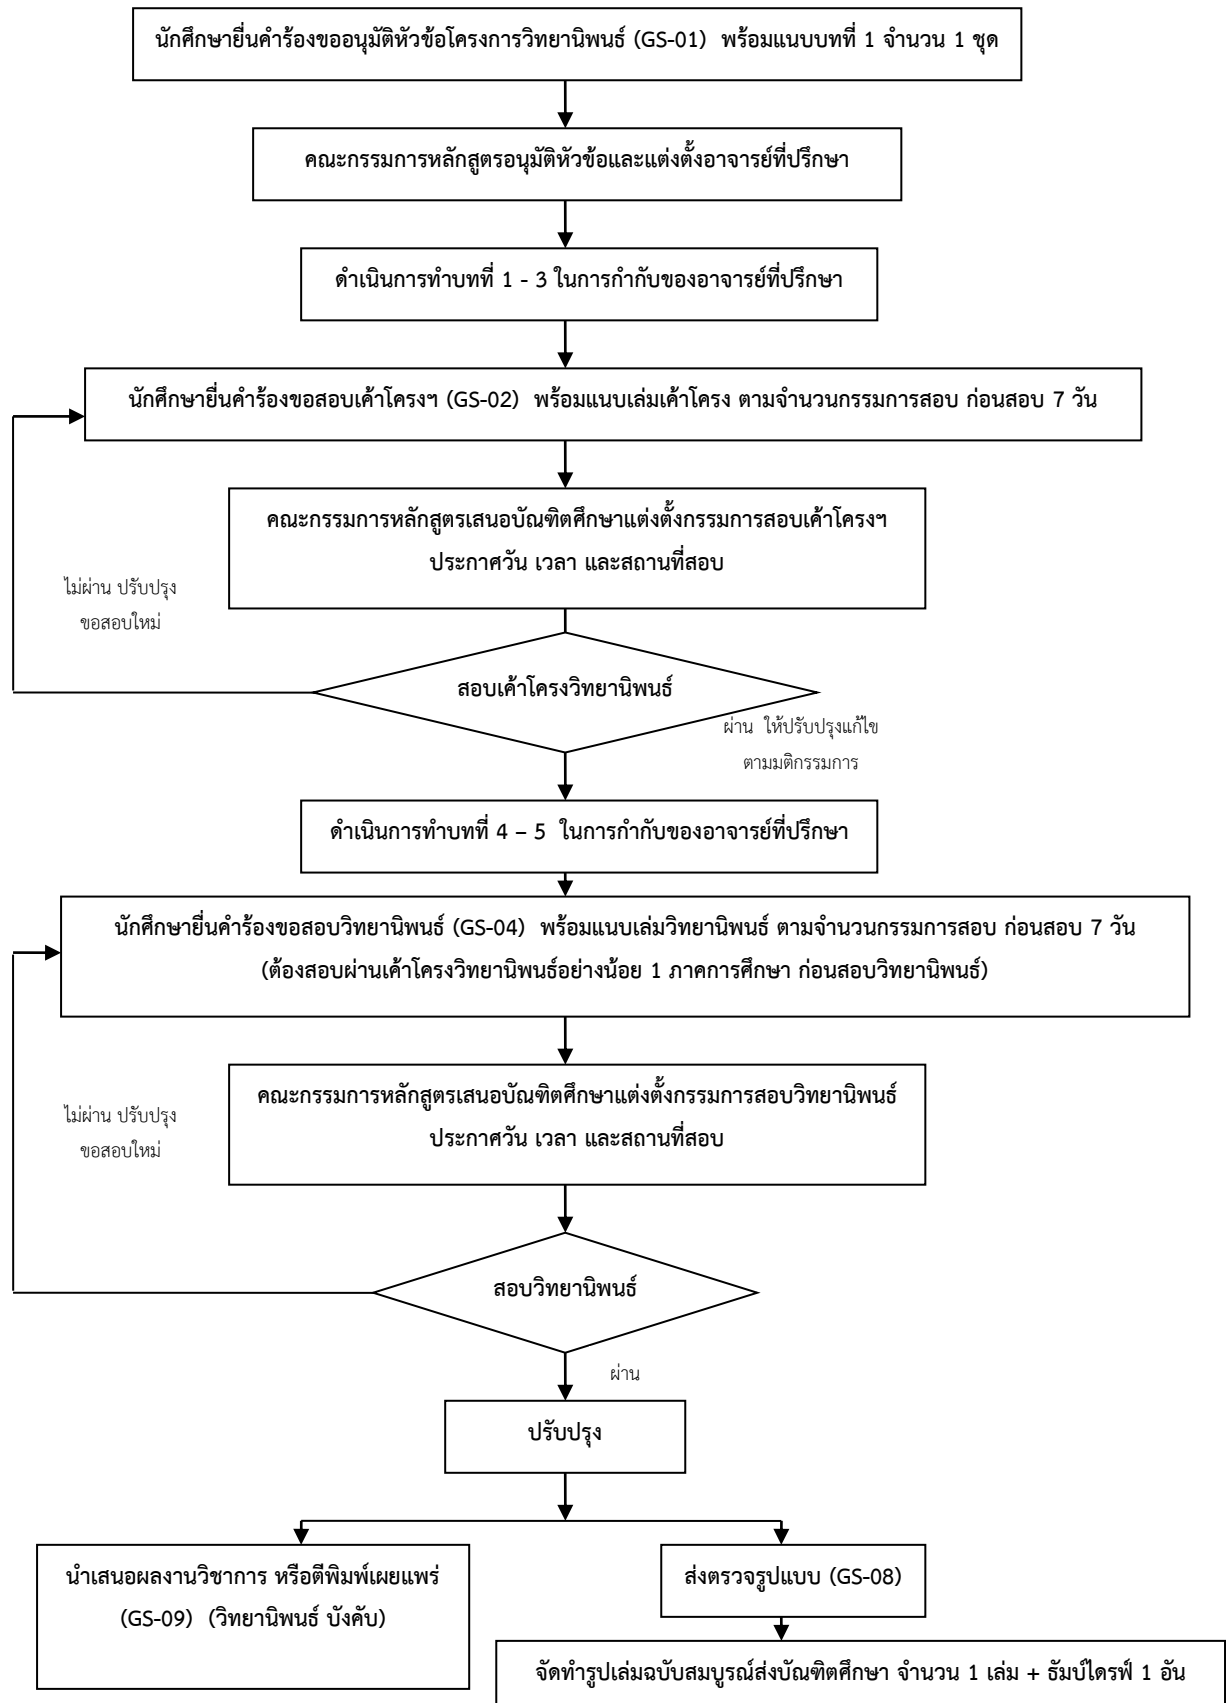 นักศึกษายื่นคำร้องขออนุมัติหัวข้อโครงการวิทยานิพนธ์ (GS-01) พร้อมแนบบทที่ 1 จำนวน 1 ชุด
คณะกรรมการหลักสูตรอนุมัติหัวข้อและแต่งตั้งอาจารย์ที่ปรึกษา
ดำเนินการทำบทที่ 1 - 3 ในการกำกับของอาจารย์ที่ปรึกษา
นักศึกษายื่นคำร้องขอสอบเค้าโครงฯ (GS-02) พร้อมแนบเล่มเค้าโครง ตามจำนวนกรรมการสอบ ก่อนสอบ 7 วัน
คณะกรรมการหลักสูตรเสนอบัณฑิตศึกษาแต่งตั้งกรรมการสอบเค้าโครงฯ
ประกาศวัน เวลา และสถานที่สอบ
ไม่ผ่าน ปรับปรุง
ขอสอบใหม่
สอบเค้าโครงวิทยานิพนธ์
ผ่าน ให้ปรับปรุงแก้ไข
ตามมติกรรมการ
ดำเนินการทำบทที่ 4 – 5 ในการกำกับของอาจารย์ที่ปรึกษา
นักศึกษายื่นคำร้องขอสอบวิทยานิพนธ์ (GS-04) พร้อมแนบเล่มวิทยานิพนธ์ ตามจำนวนกรรมการสอบ ก่อนสอบ 7 วัน
(ต้องสอบผ่านเค้าโครงวิทยานิพนธ์อย่างน้อย 1 ภาคการศึกษา ก่อนสอบวิทยานิพนธ์)
คณะกรรมการหลักสูตรเสนอบัณฑิตศึกษาแต่งตั้งกรรมการสอบวิทยานิพนธ์
ประกาศวัน เวลา และสถานที่สอบ
ไม่ผ่าน ปรับปรุง
ขอสอบใหม่
สอบวิทยานิพนธ์
ผ่าน
ปรับปรุง
นำเสนอผลงานวิชาการ หรือตีพิมพ์เผยแพร่
(GS-09) (วิทยานิพนธ์ บังคับ)
ส่งตรวจรูปแบบ (GS-08)
จัดทำรูปเล่มฉบับสมบูรณ์ส่งบัณฑิตศึกษา จำนวน 1 เล่ม + ธัมบ์ไดรฟ์ 1 อัน